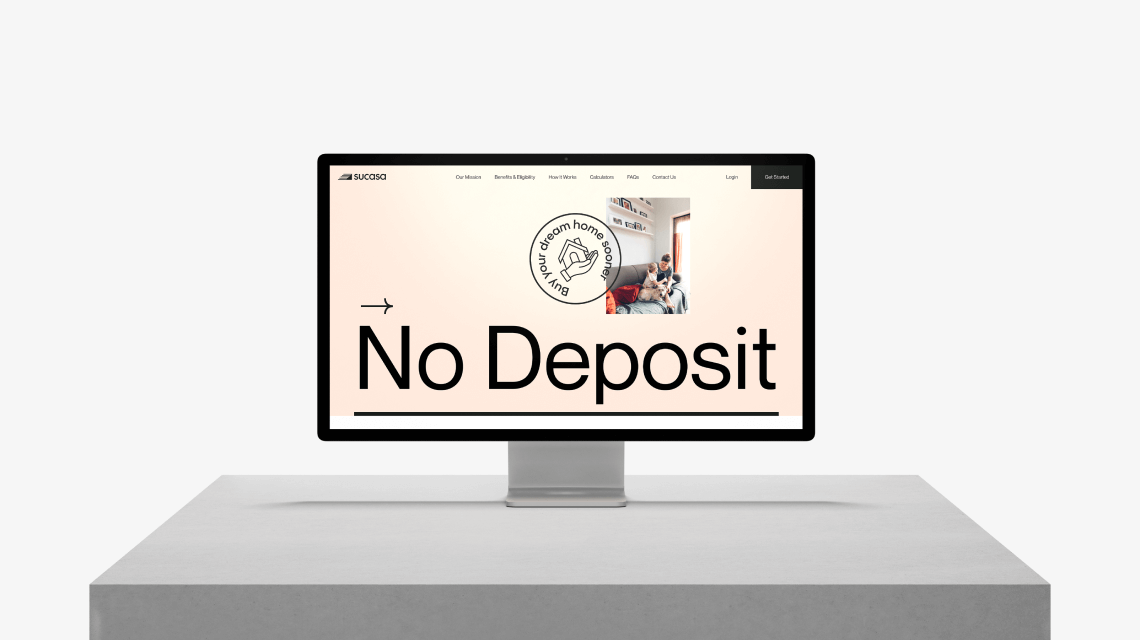 sucasa
Our Mission
Benefits & Eligibility
How it Works
Calculators
FAQs
Contact Us
Login
Get Started
Buy your dream home sooner
No Deposit